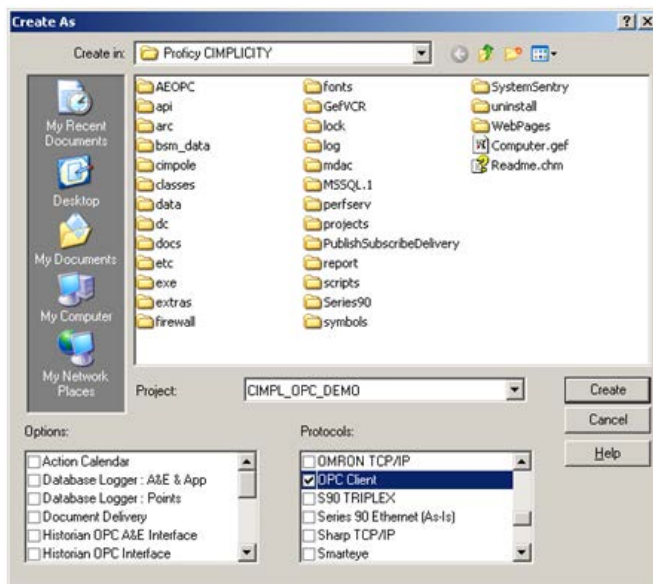 Create As
Create in: Proficy CIMPLICITY
My Recent Documents
Desktop
My Documents
My Computer
My Network Places
AEOPC
api
arc
bsm_data
cimpole
classes
data
dc
docs
etc
exe
extras
firewall
fonts
GefVCR
lock
log
mdac
MSSQL.1
perfserv
projects
PublishSubscribeDelivery
report
scripts
Series90
symbols
SystemSentry
uninstall
WebPages
Computer.gef
Readme.chm
Project: CIMPL_OPC_DEMO
Create
Cancel
Help
Options:
Action Calendar
Database Logger : A&E & App
Database Logger : Points
Document Delivery
Historian OPC A&E Interface
Historian OPC Interface
Protocols:
OMRON TCP/IP
OPC Client
S90 TRIPLEX
Series 90 Ethernet (As-Is)
Sharp TCP/IP
Smarteye